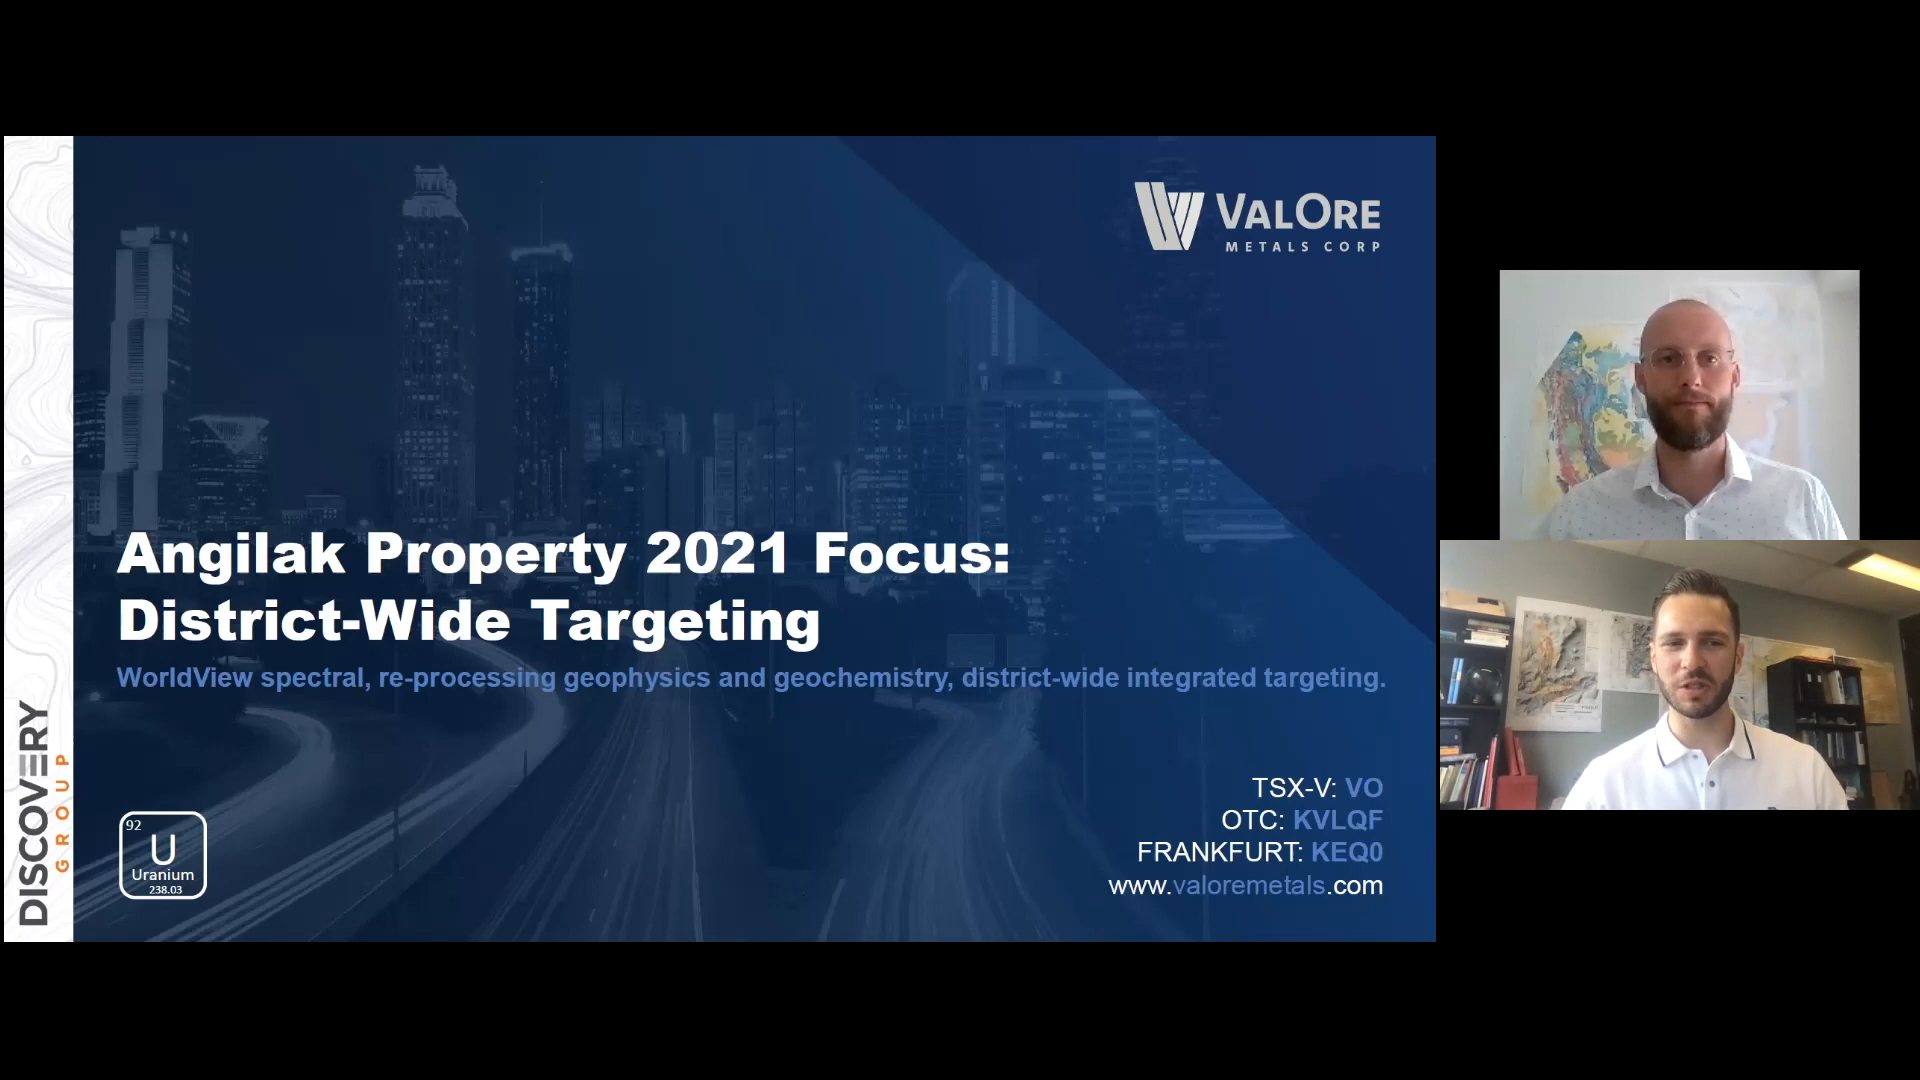 VALORE
METALS CORP
Angilak Property 2021 Focus:
District-Wide Targeting
WorldView spectral, re-processing geophysics and geochemistry, district-wide integrated targeting.
DISCOVERY
GROUP
92
U
Uranium
238.03
TSX-V: VO
OTC: KVLQF
FRANKFURT: KEQ0
www.valoremetals.com